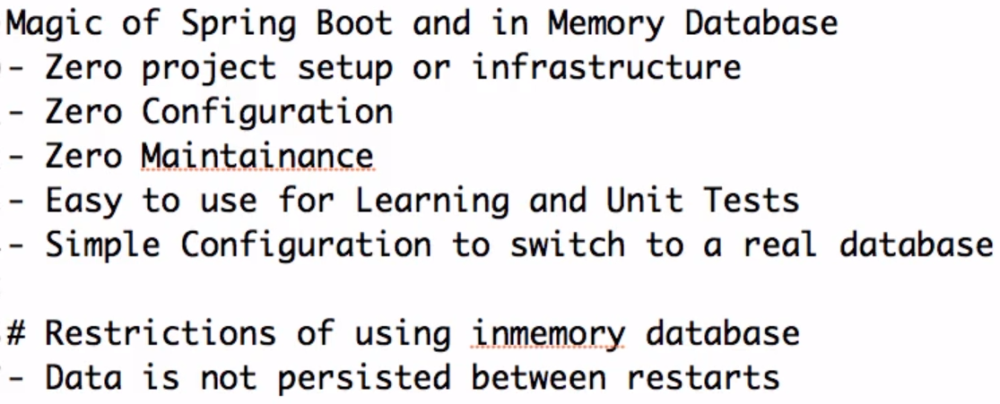 Magic of Spring Boot and in Memory Database
- Zero project setup or infrastructure
- Zero Configuration
- Zero Maintainance
- Easy to use for Learning and Unit Tests
- Simple Configuration to switch to a real database
# Restrictions of using inmemory database
- Data is not persisted between restarts